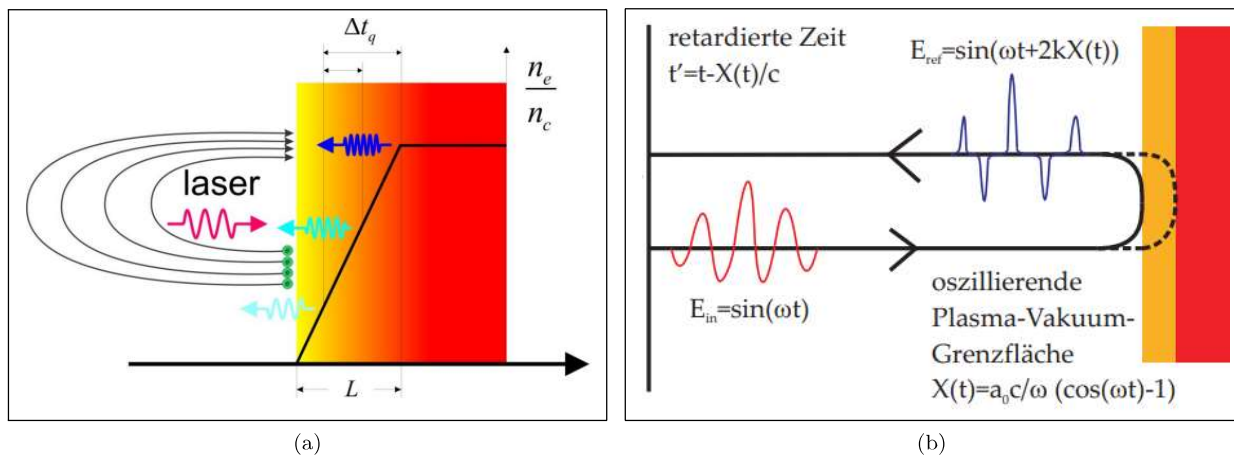 Δt_q
n_e
n_c
laser
L
(a)
retardierte Zeit
t'=t-X(t)/c
E_ref=sin(ωt+2kX(t))
E_in=sin(ωt)
oszillierende
Plasma-Vakuum-
Grenzfläche
X(t)=a_0c/ω (cos(ωt)-1)
(b)